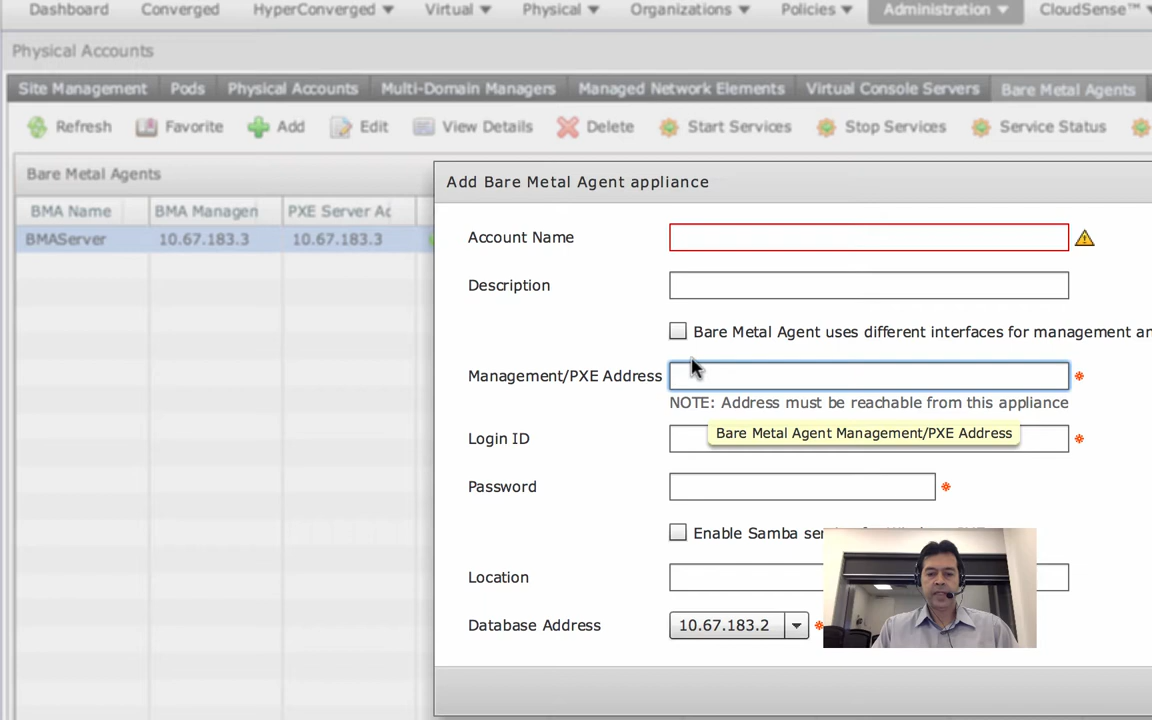 Dashboard Converged HyperConverged Virtual Physical Organizations Policies Administration CloudSense™
Physical Accounts
Site Management Pods Physical Accounts Multi-Domain Managers Managed Network Elements Virtual Console Servers Bare Metal Agents
Refresh Favorite Add Edit View Details Delete Start Services Stop Services Service Status
Bare Metal Agents
BMA Name BMA Managen PXE Server Ac
BMAServer 10.67.183.3 10.67.183.3
Add Bare Metal Agent appliance
Account Name
Description
Bare Metal Agent uses different interfaces for management an
Management/PXE Address
NOTE: Address must be reachable from this appliance
Bare Metal Agent Management/PXE Address
Login ID
Password
Enable Samba ser
Location
Database Address 10.67.183.2